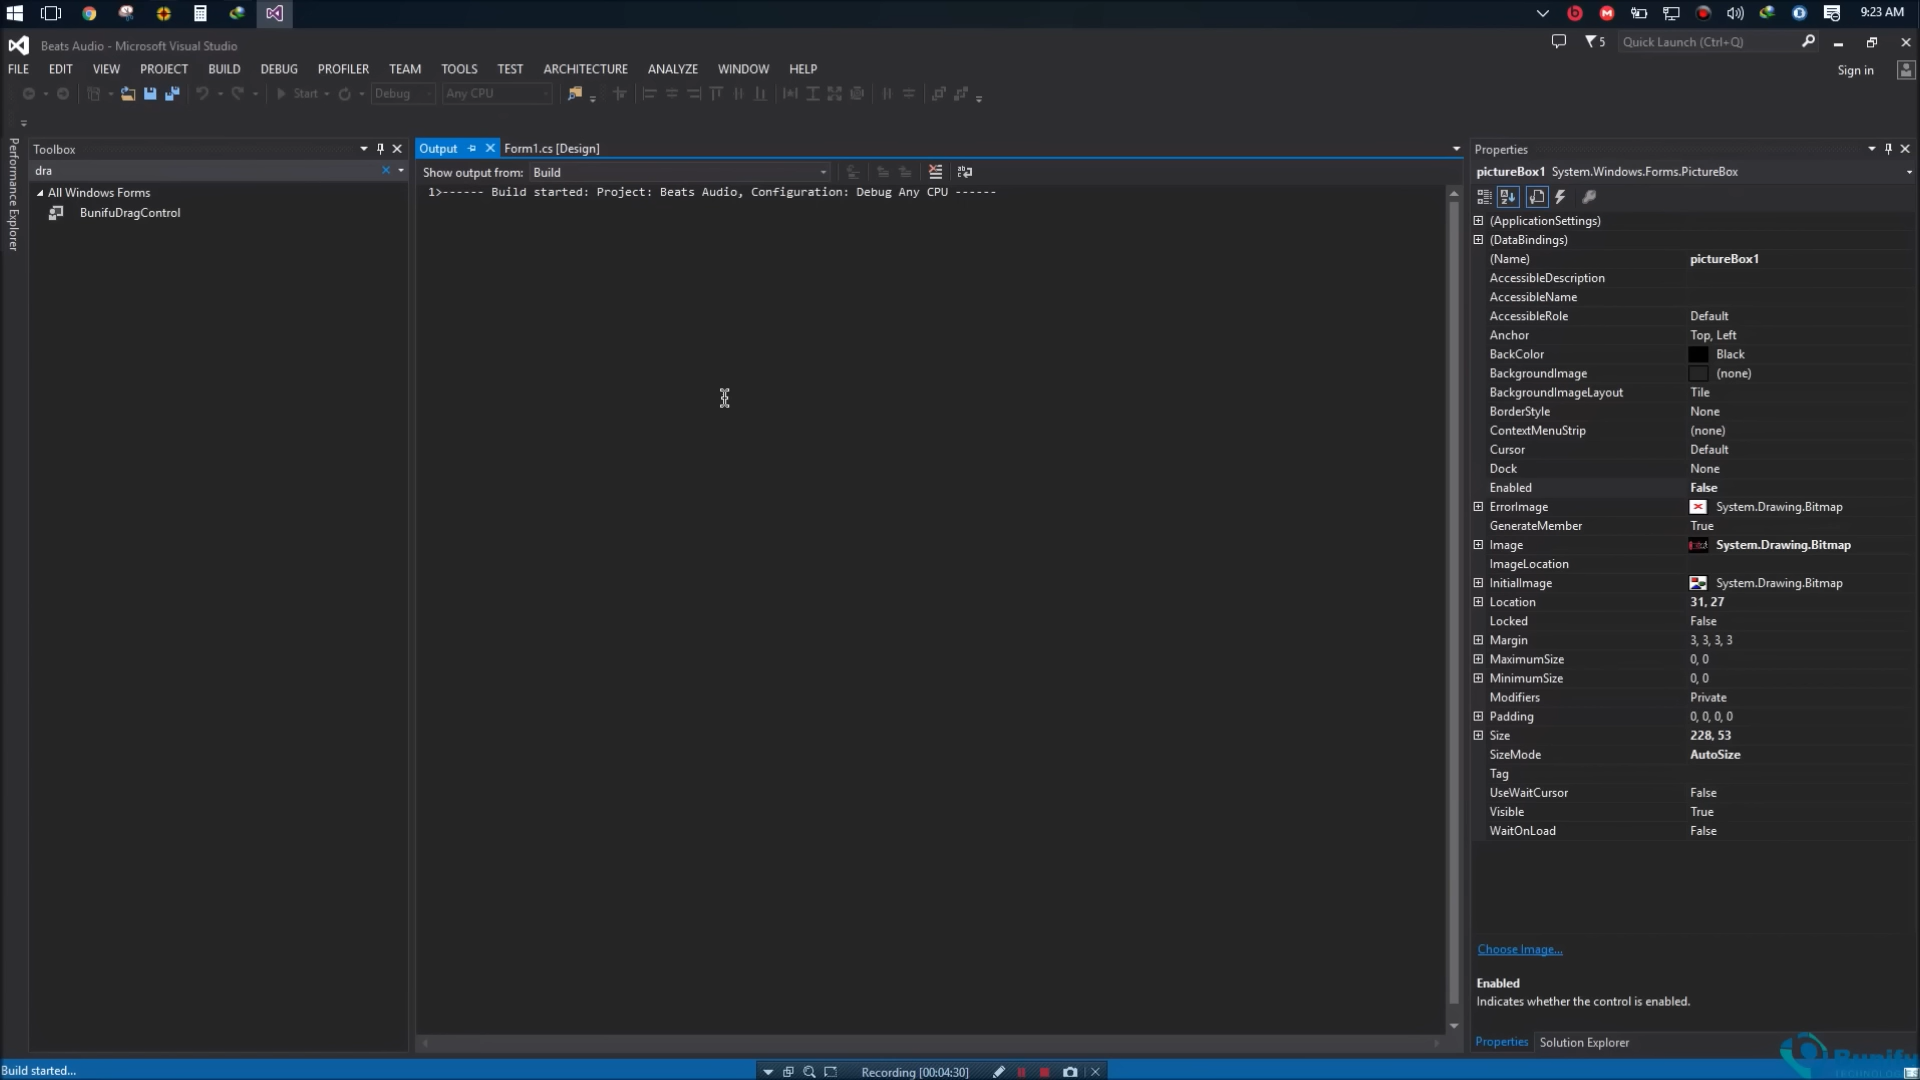 9:23 AM
Beats Audio - Microsoft Visual Studio
5
Quick Launch (Ctrl+Q)
FILE EDIT VIEW PROJECT BUILD DEBUG PROFILER TEAM TOOLS TEST ARCHITECTURE ANALYZE WINDOW HELP
Sign in
Start Debug Any CPU
Performance Explorer
Toolbox
dra
All Windows Forms
BunifuDragControl
Output Form1.cs [Design]
Show output from: Build
1>------ Build started: Project: Beats Audio, Configuration: Debug Any CPU ------
Properties
pictureBox1 System.Windows.Forms.PictureBox
(ApplicationSettings)
(DataBindings)
(Name) pictureBox1
AccessibleDescription
AccessibleName
AccessibleRole Default
Anchor Top, Left
BackColor Black
BackgroundImage (none)
BackgroundImageLayout Tile
BorderStyle None
ContextMenuStrip (none)
Cursor Default
Dock None
Enabled False
ErrorImage System.Drawing.Bitmap
GenerateMember True
Image System.Drawing.Bitmap
ImageLocation
InitialImage System.Drawing.Bitmap
Location 31, 27
Locked False
Margin 3, 3, 3, 3
MaximumSize 0, 0
MinimumSize 0, 0
Modifiers Private
Padding 0, 0, 0, 0
Size 228, 53
SizeMode AutoSize
Tag
UseWaitCursor False
Visible True
WaitOnLoad False
Choose Image...
Enabled
Indicates whether the control is enabled.
Properties Solution Explorer
Build started...
Recording [00:04:30]